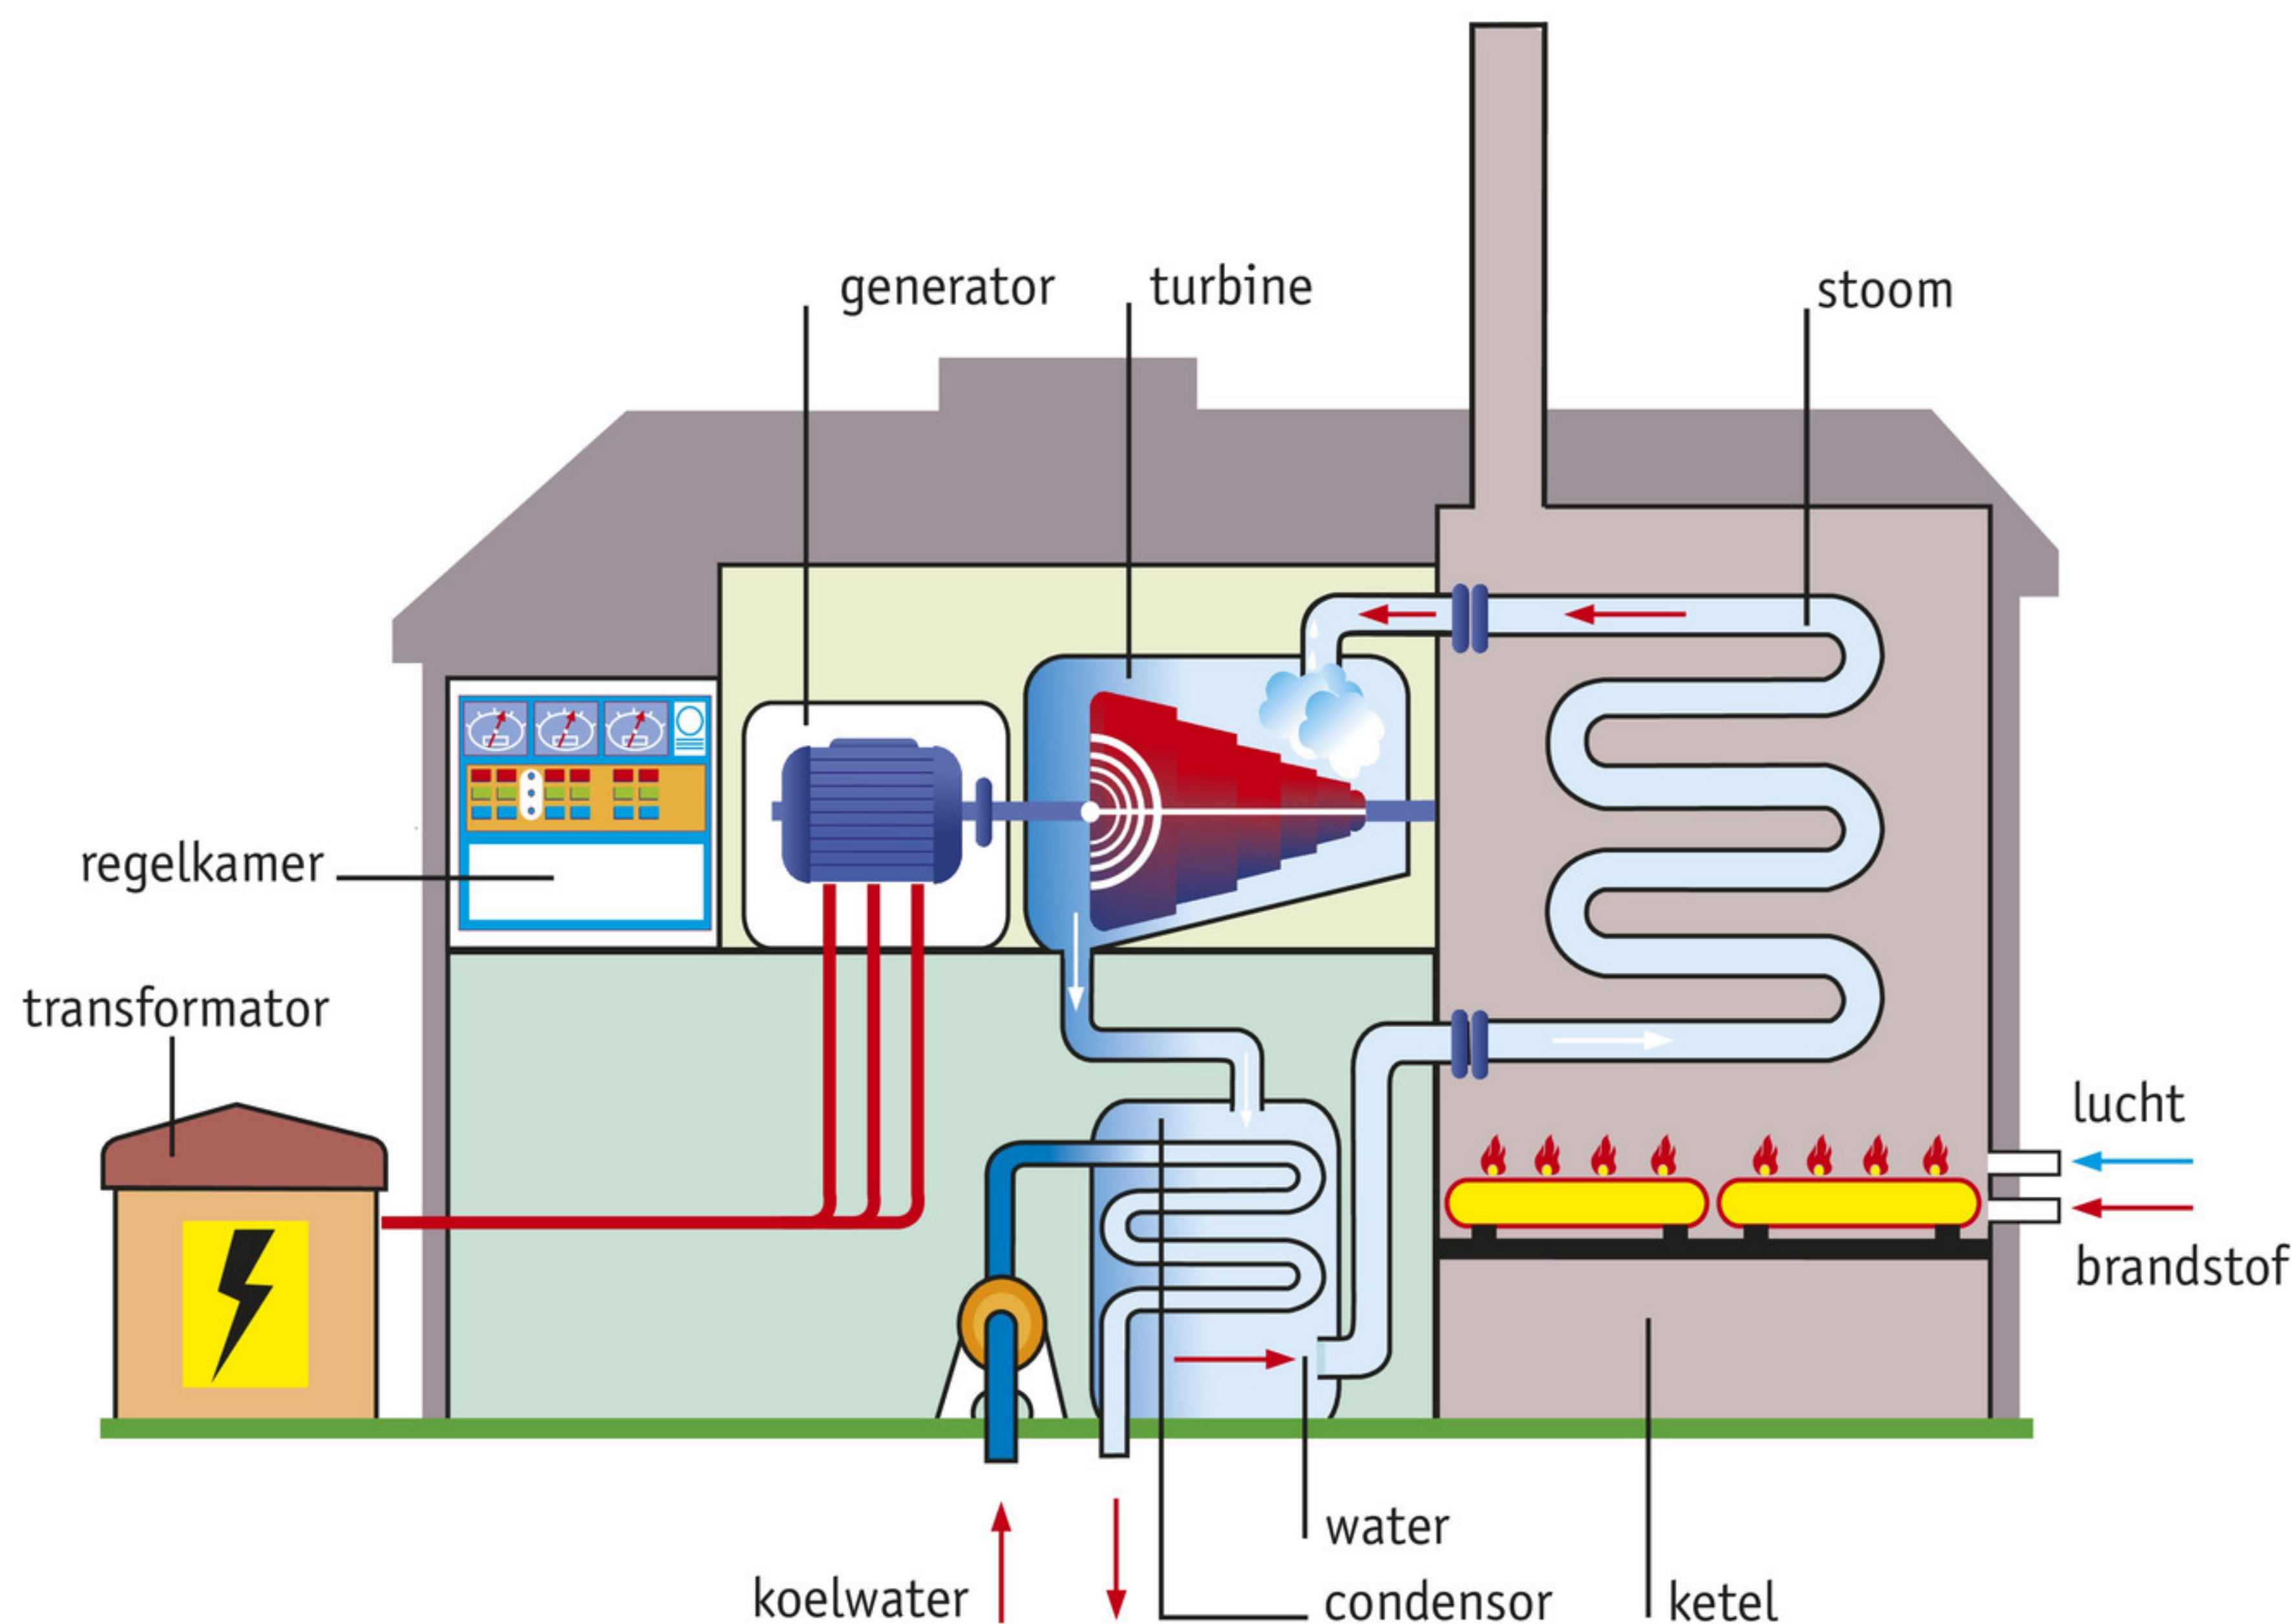 generator
turbine
stoom
regelkamer
transformator
lucht
brandstof
water
koelwater
condensor
ketel